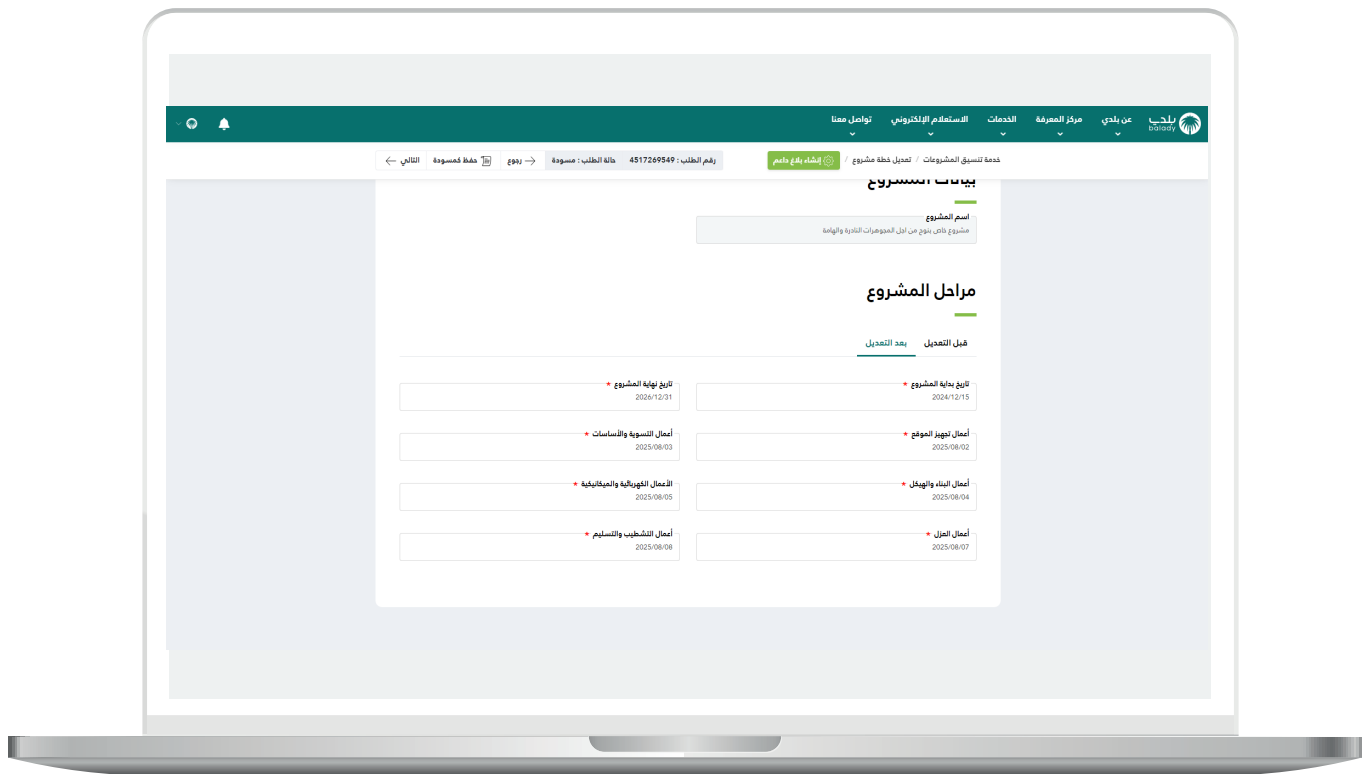 بلدي
balady
عن بلدي
مركز المعرفة
الخدمات
الاستعلام الإلكتروني
تواصل معنا
خدمة تنسيق المشروعات / تعديل خطة مشروع /
إنشاء بلاغ داعم
رقم الطلب : 4517269549
حالة الطلب : مسودة
رجوع
حفظ كمسودة
التالي
بيانات المشروع
اسم المشروع
مشروع خاص بنوح من اجل المجوهرات النادرة والهامة
مراحل المشروع
قبل التعديل
بعد التعديل
تاريخ بداية المشروع *
2024/12/15
تاريخ نهاية المشروع *
2026/12/31
أعمال تجهيز الموقع *
2025/08/02
أعمال التسوية والأساسات *
2025/08/03
أعمال البناء والهيكل *
2025/08/04
الأعمال الكهربائية والميكانيكية *
2025/08/05
أعمال العزل *
2025/08/07
أعمال التشطيب والتسليم *
2025/08/08